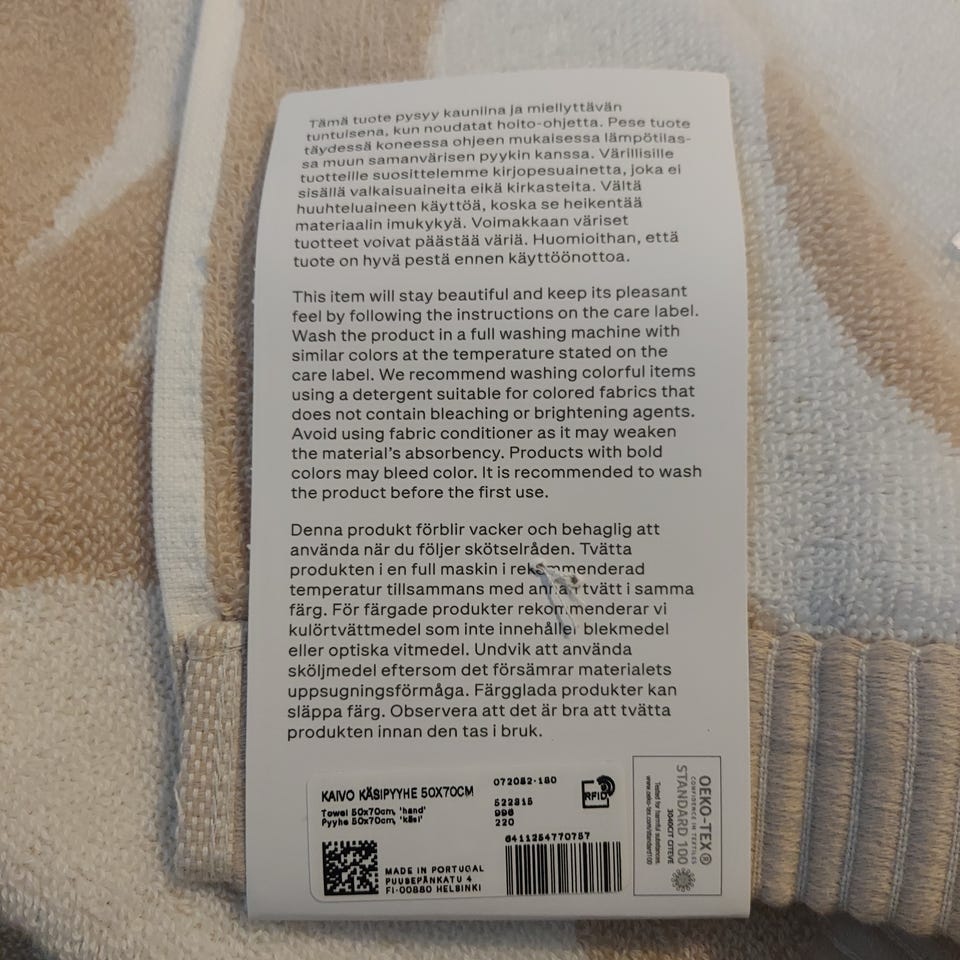 Tämä tuote pysyy kauniina ja miellyttävän
tuntuisena, kun noudatat hoito-ohjetta. Pese tuote
täydessä koneessa ohjeen mukaisessa lämpötilas-
sa muun samanvärisen pyykin kanssa. Värillisille
tuotteille suosittelemme kirjopesuainetta, joka ei
sisällä valkaisuaineita eikä kirkasteita. Vältä
huuhteluaineen käyttöä, koska se heikentää
materiaalin imukykyä. Voimakkaan väriset
tuotteet voivat päästää väriä. Huomioithan, että
tuote on hyvä pestä ennen käyttöönottoa.
This item will stay beautiful and keep its pleasant
feel by following the instructions on the care label.
Wash the product in a full washing machine with
similar colors at the temperature stated on the
care label. We recommend washing colorful items
using a detergent suitable for colored fabrics that
does not contain bleaching or brightening agents.
Avoid using fabric conditioner as it may weaken
the material's absorbency. Products with bold
colors may bleed color. It is recommended to wash
the product before the first use.
Denna produkt förblir vacker och behaglig att
använda när du följer skötselråden. Tvätta
produkten i en full maskin i rekommenderad
temperatur tillsammans med annan tvätt i samma
färg. För färgade produkter rekommenderar vi
kulörtvättmedel som inte innehåller blekmedel
eller optiska vitmedel. Undvik att använda
sköljmedel eftersom det försämrar materialets
uppsugningsförmåga. Färgglada produkter kan
släppa färg. Observera att det är bra att tvätta
produkten innan den tas i bruk.
KAIVO KÄSIPYYHE 50X70CM
Towel 50x70cm, 'hand'
Pyyhe 50x70cm, 'käsi'
MADE IN PORTUGAL
PUUSEPÄNKATU 4
FI-00880 HELSINKI
072082-180
522315
996
220
6411254770757
RFID
OEKO-TEX®
CONFIDENCE IN TEXTILES
STANDARD 100
3049CIT CITEVE
Tested for harmful substances.
www.oeko-tex.com/standard100